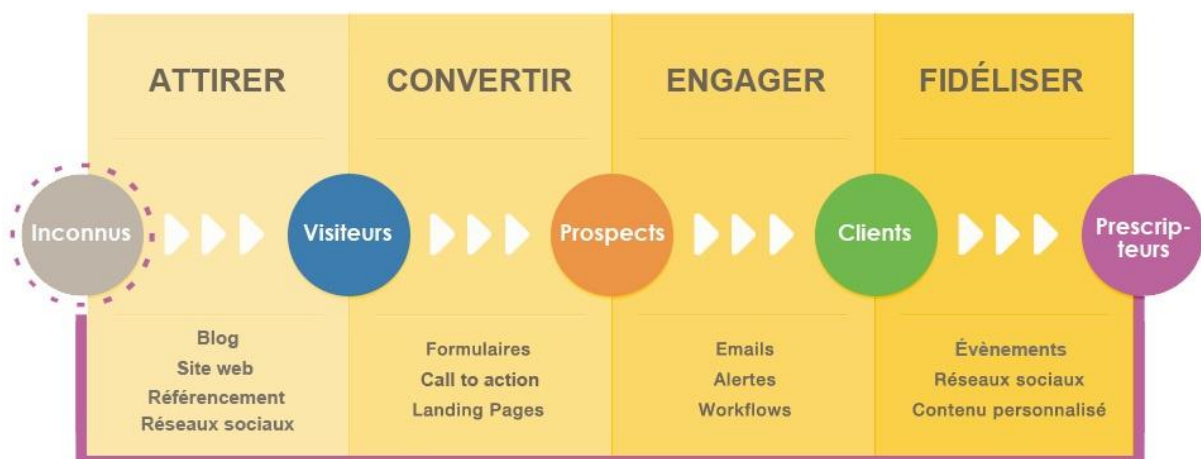 ATTIRER
CONVERTIR
ENGAGER
FIDÉLISER
Inconnus
Visiteurs
Prospects
Clients
Prescrip-
teurs
Blog
Site web
Référencement
Réseaux sociaux
Formulaires
Call to action
Landing Pages
Emails
Alertes
Workflows
Évènements
Réseaux sociaux
Contenu personnalisé